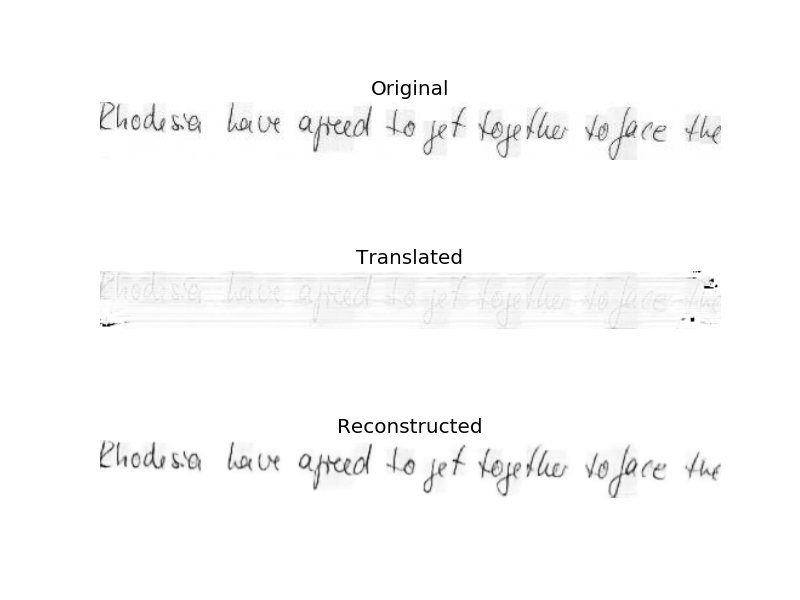 Original
Rhodesia have agreed to get together to face the
Translated
Rhodesia have agreed to get together to face the
Reconstructed
Rhodesia have agreed to get together to face the